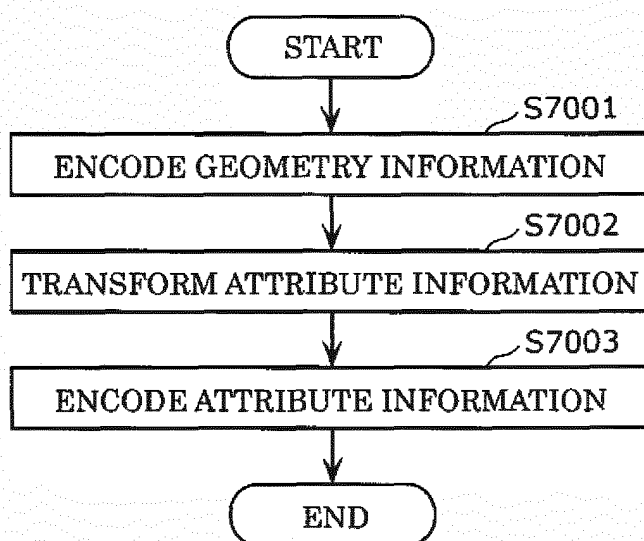 START
S7001
ENCODE GEOMETRY INFORMATION
S7002
TRANSFORM ATTRIBUTE INFORMATION
S7003
ENCODE ATTRIBUTE INFORMATION
END